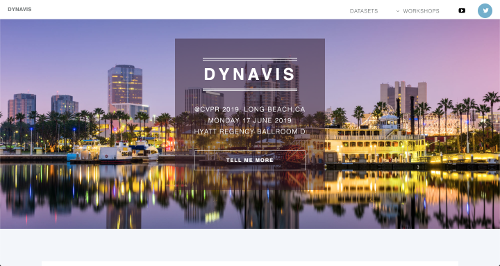 DYNAVIS
DATASETS
WORKSHOPS
DYNAVIS
@CVPR 2019 LONG BEACH,CA
MONDAY 17 JUNE 2019
HYATT REGENCY BALLROOM D
TELL ME MORE